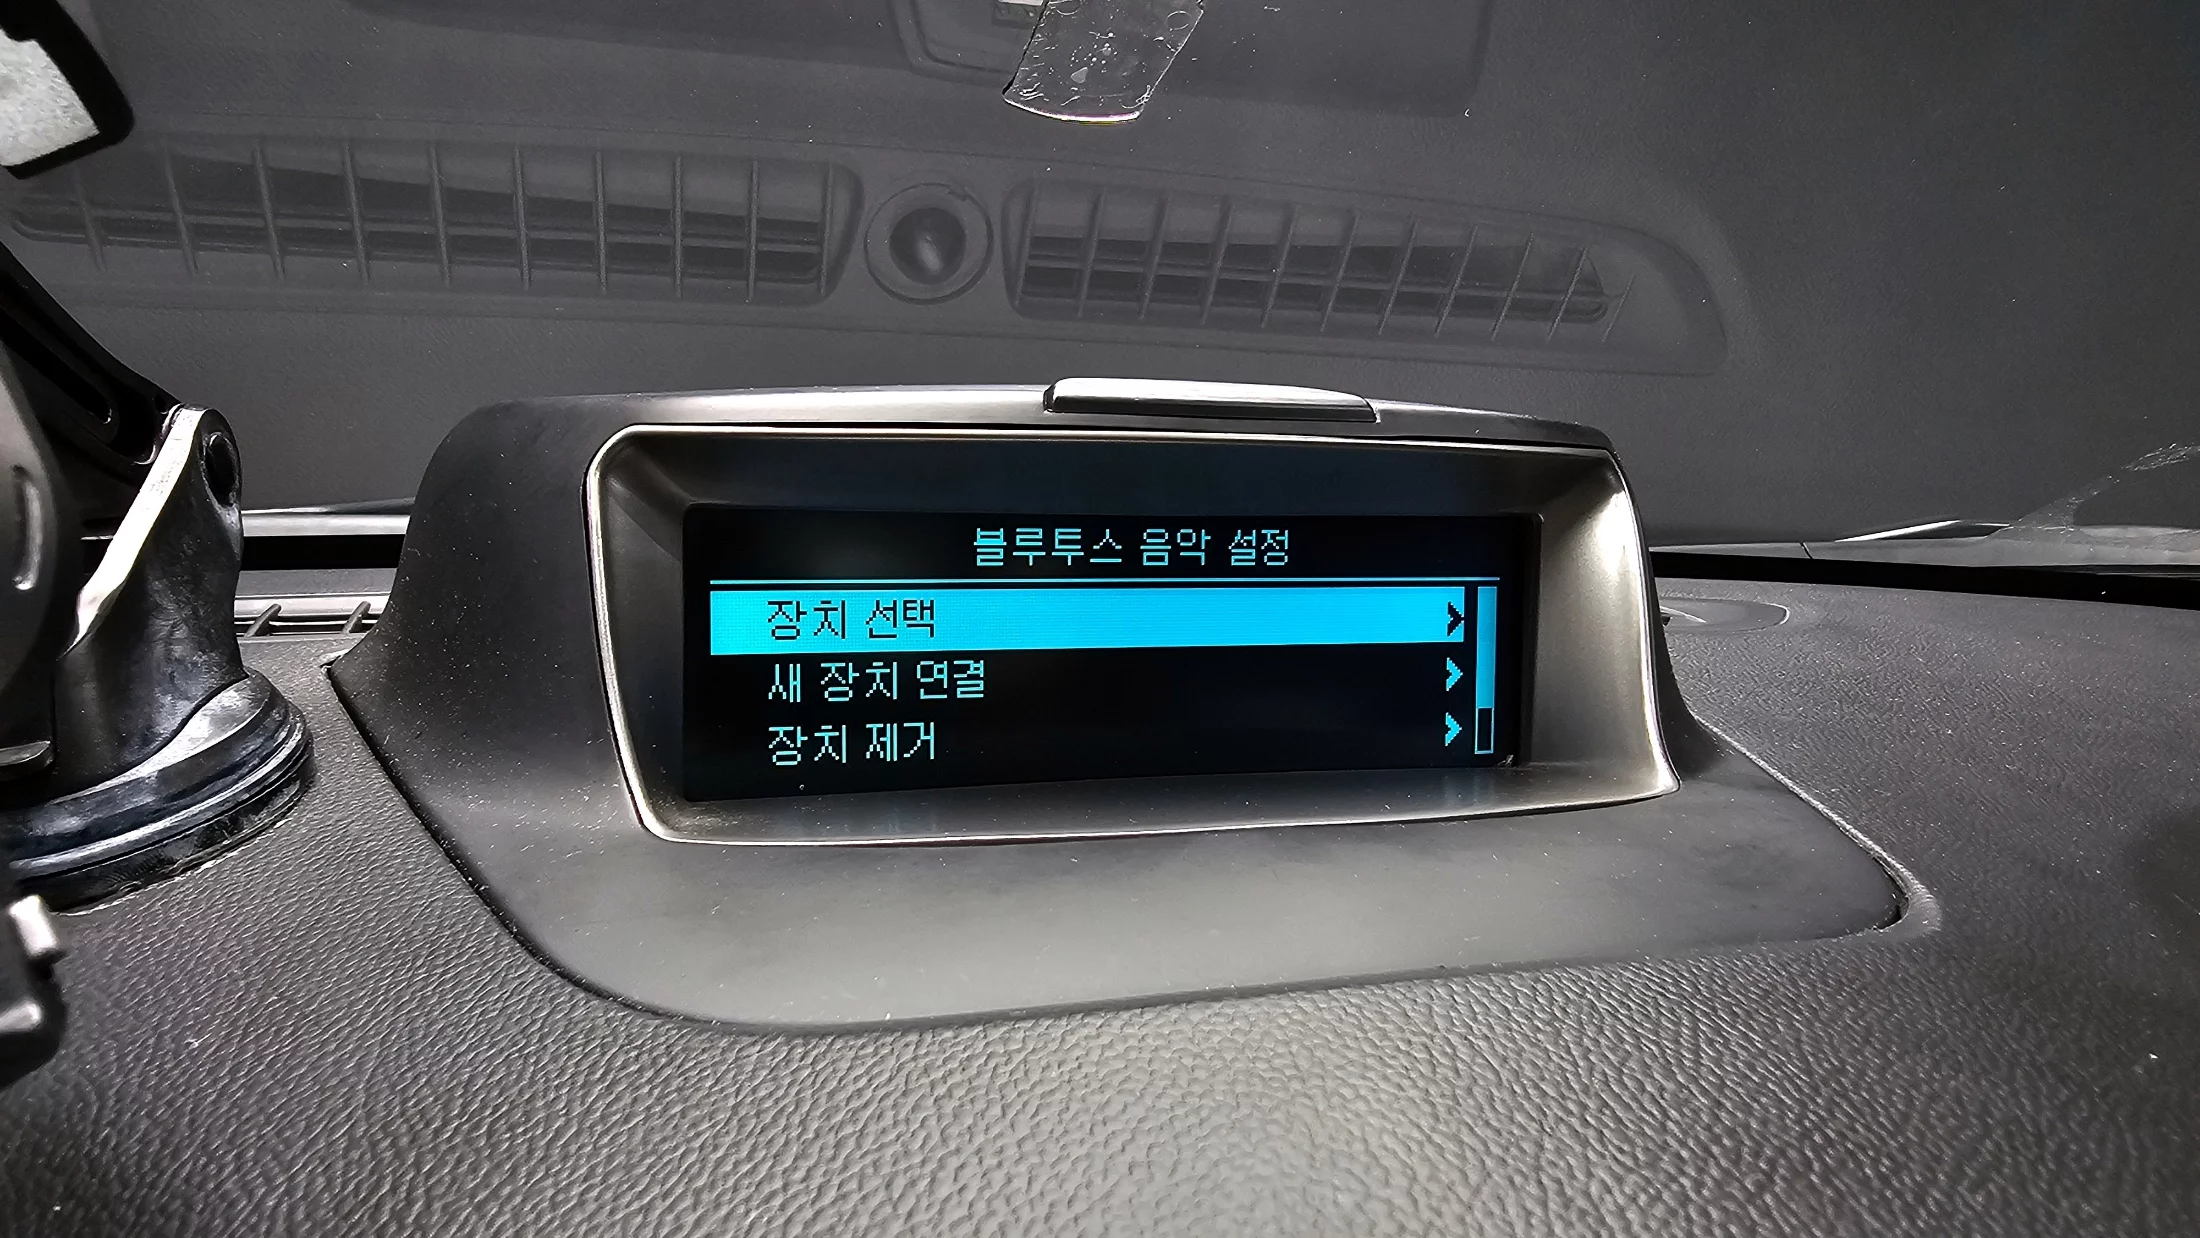 블루투스 음악 설정
장치 선택
새 장치 연결
장치 제거